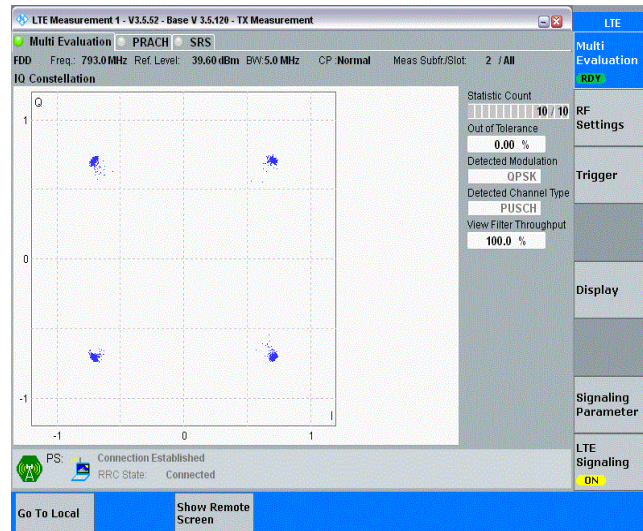 LTE Measurement 1 - V3.5.52 - Base V 3.5.120 - TX Measurement
LTE
Multi Evaluation PRACH SRS
Multi
Evaluation
RDY
FDD Freq.: 793.0 MHz Ref. Level: 39.60 dBm BW: 5.0 MHz CP : Normal Meas Subfr./Slot: 2 / All
IQ Constellation
Q
1
0
-1
-1 0 1
I
Statistic Count
10 / 10
Out of Tolerance
0.00 %
Detected Modulation
QPSK
Detected Channel Type
PUSCH
View Filter Throughput
100.0 %
RF
Settings
Trigger
Display
Signaling
Parameter
LTE
Signaling
ON
PS: Connection Established
RRC State: Connected
Go To Local
Show Remote
Screen